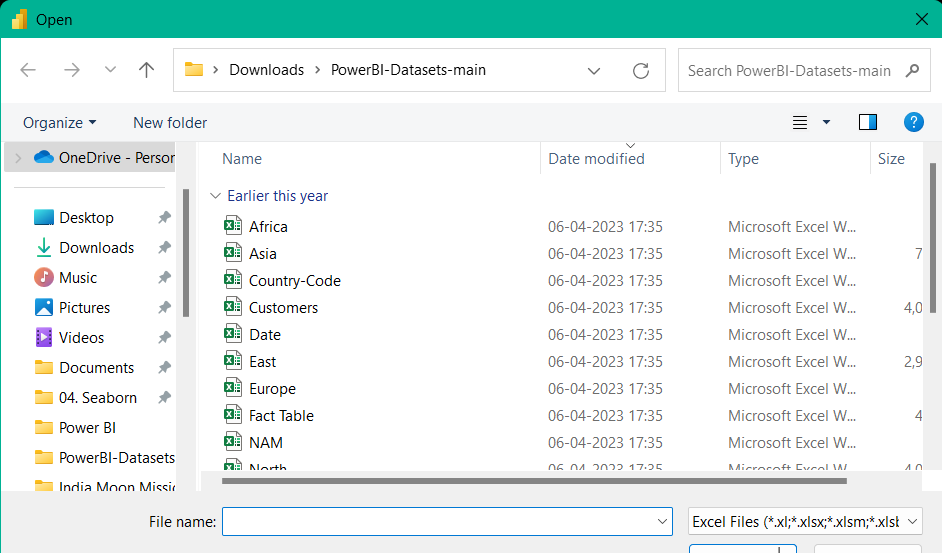 Open
Downloads > PowerBI-Datasets-main
Search PowerBI-Datasets-main
Organize
New folder
?
OneDrive - Persor
Desktop
Downloads
Music
Pictures
Videos
Documents
04. Seaborn
Power BI
PowerBI-Datasets
India Moon Missic
Name Date modified Type Size
Earlier this year
Africa 06-04-2023 17:35 Microsoft Excel W...
Asia 06-04-2023 17:35 Microsoft Excel W... 7
Country-Code 06-04-2023 17:35 Microsoft Excel W...
Customers 06-04-2023 17:35 Microsoft Excel W... 4,0
Date 06-04-2023 17:35 Microsoft Excel W...
East 06-04-2023 17:35 Microsoft Excel W... 2,9
Europe 06-04-2023 17:35 Microsoft Excel W...
Fact Table 06-04-2023 17:35 Microsoft Excel W... 4
NAM 06-04-2023 17:35 Microsoft Excel W...
North 06-04-2023 17:35 Microsoft Excel W... 4,0
File name:
Excel Files (*.xl;*.xlsx;*.xlsm;*.xlsb